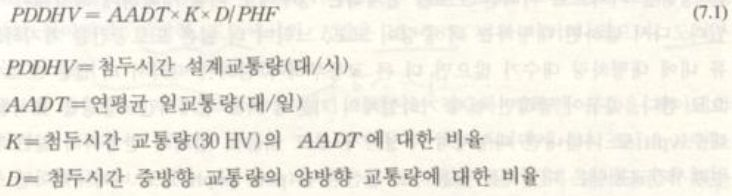 PDDHV = AADT×K×D/PHF (7.1)
PDDHV=첨두시간 설계교통량(대/시)
AADT=연평균 일교통량(대/일)
K=첨두시간 교통량(30 HV)의 AADT에 대한 비율
D=첨두시간 중방향 교통량의 양방향 교통량에 대한 비율